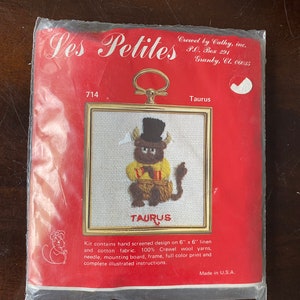 Les Petites
Crewel by Cathy, inc.
P.O. Box 291
Granby, Ct. 06035
714
Taurus
TAURUS
Kit contains hand screened design on 6" x 6" linen
and cotton fabric. 100% Crewel wool yarns,
needle, mounting board, frame, full color print and
complete illustrated instructions.
Made in U.S.A.